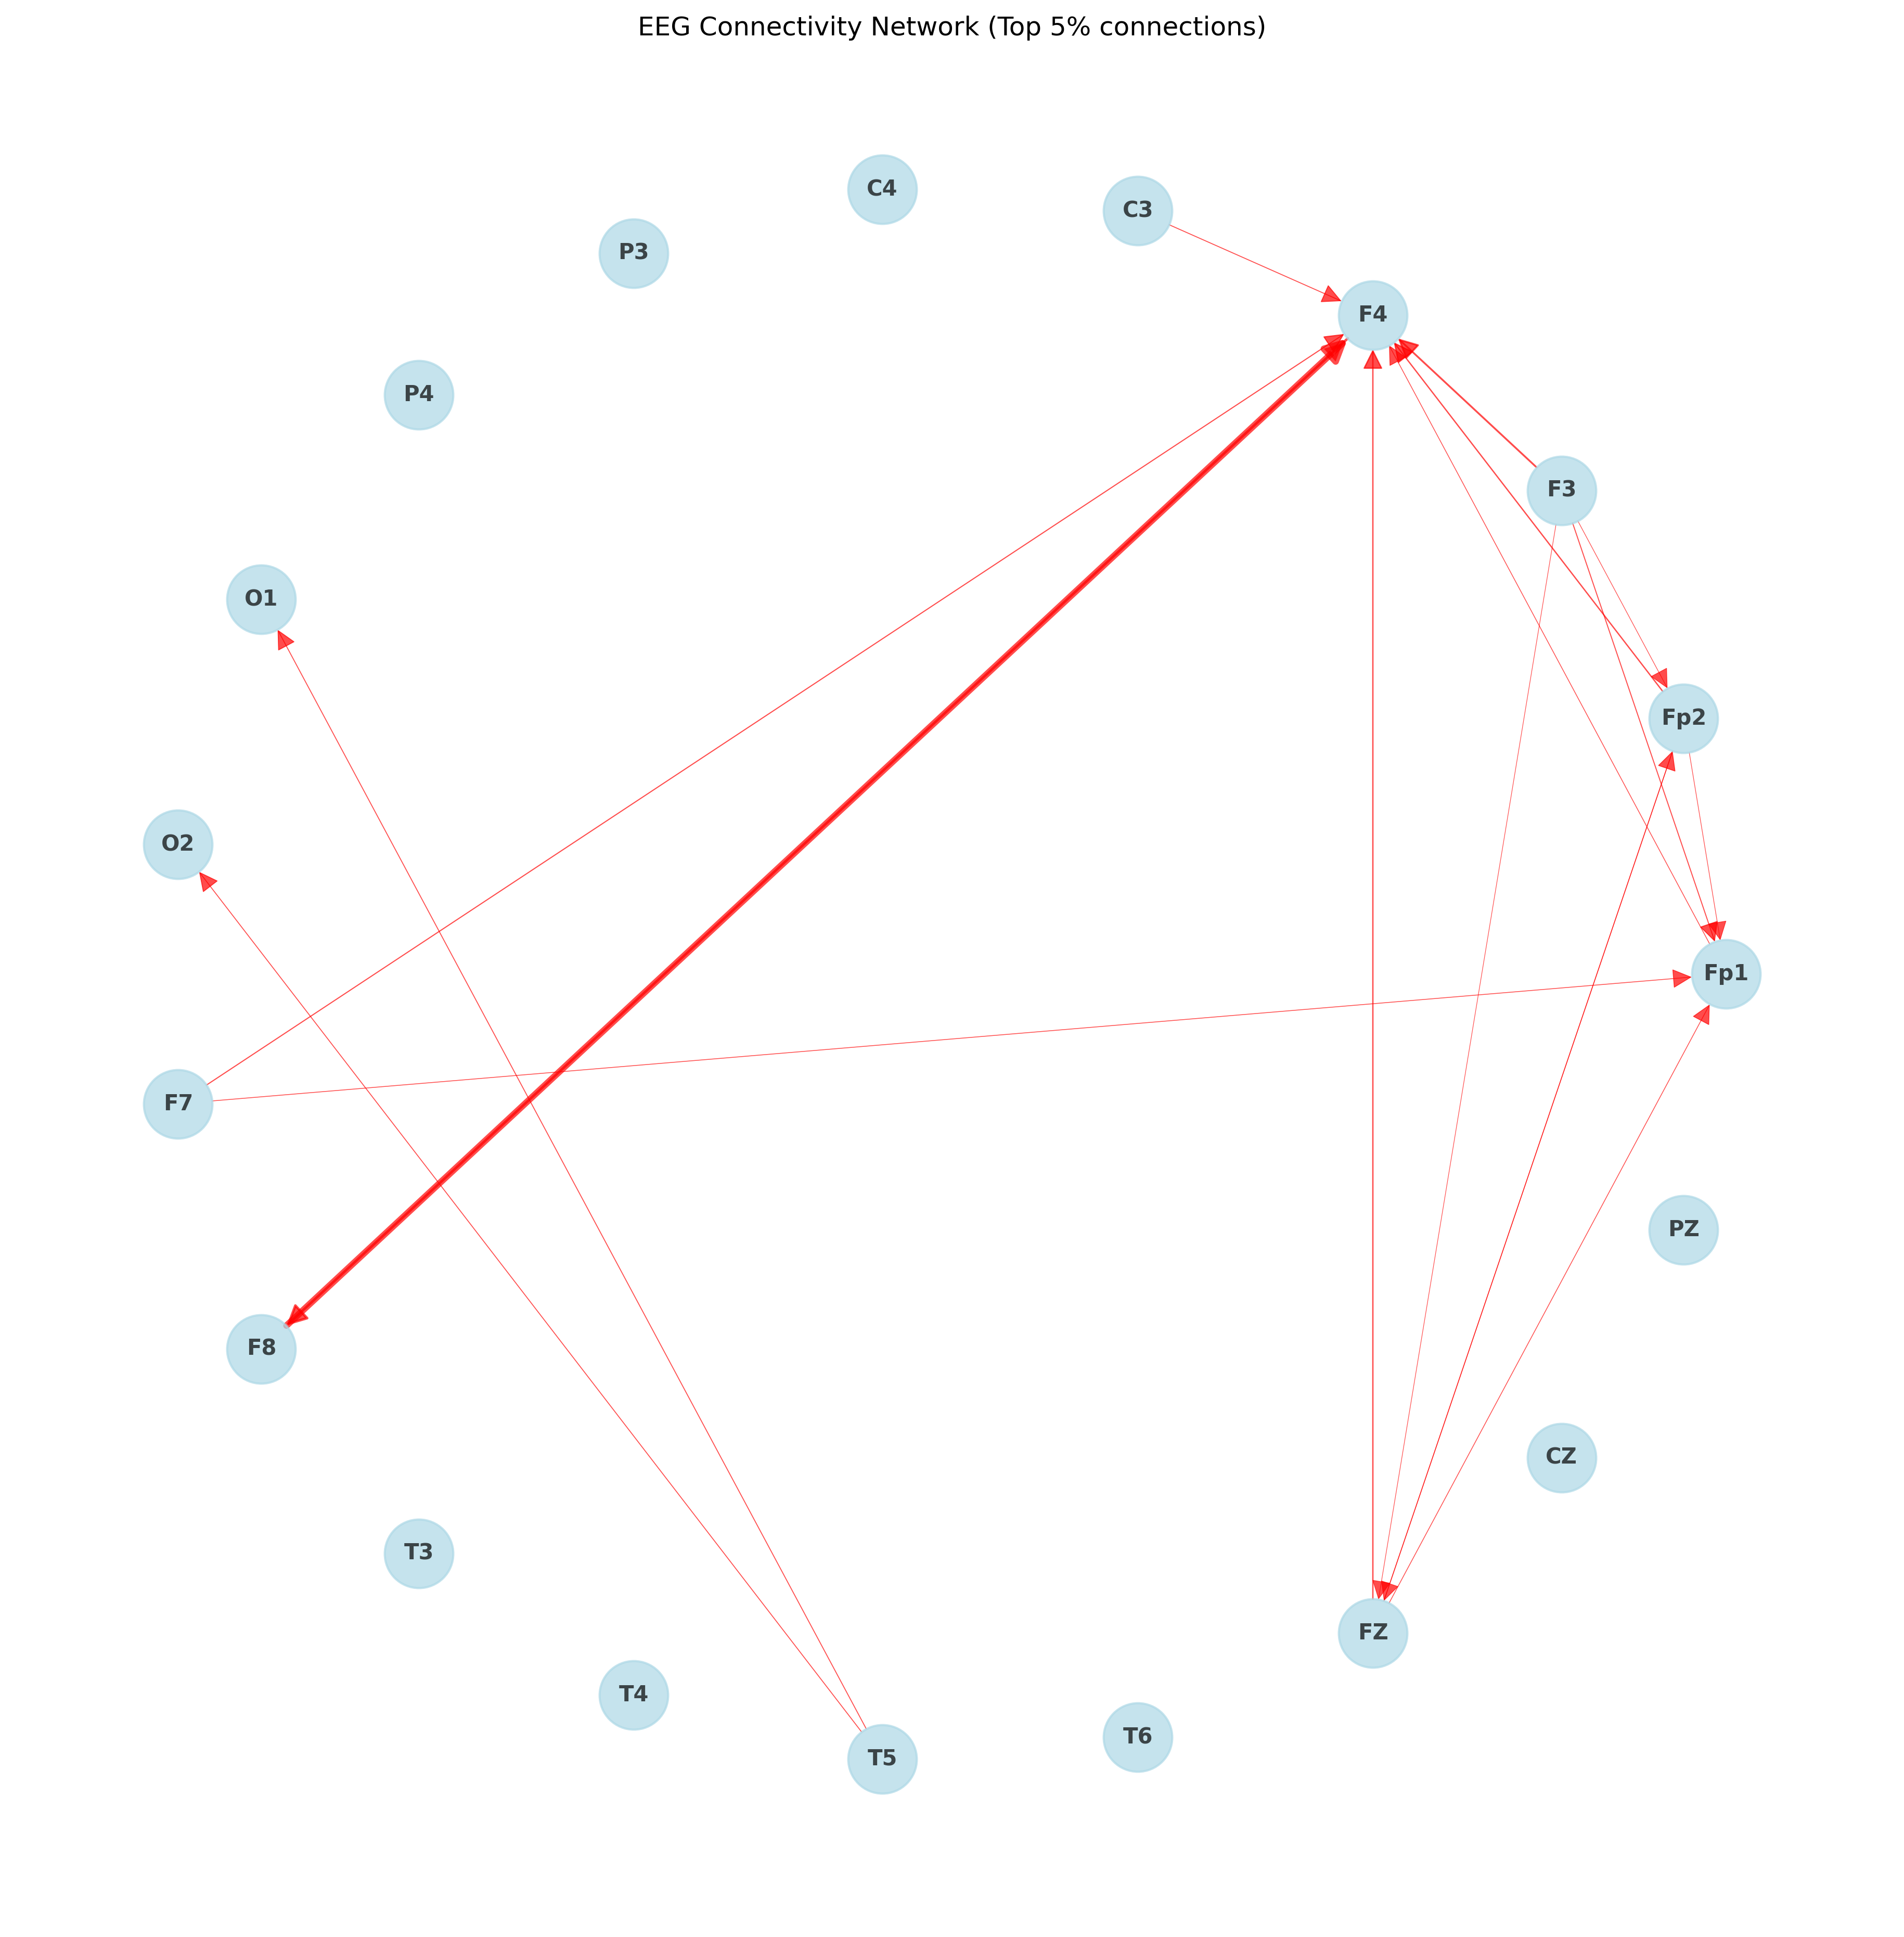 EEG Connectivity Network (Top 5% connections)
C4
C3
P3
F4
P4
F3
O1
Fp2
O2
Fp1
F7
PZ
F8
CZ
T3
FZ
T4
T6
T5